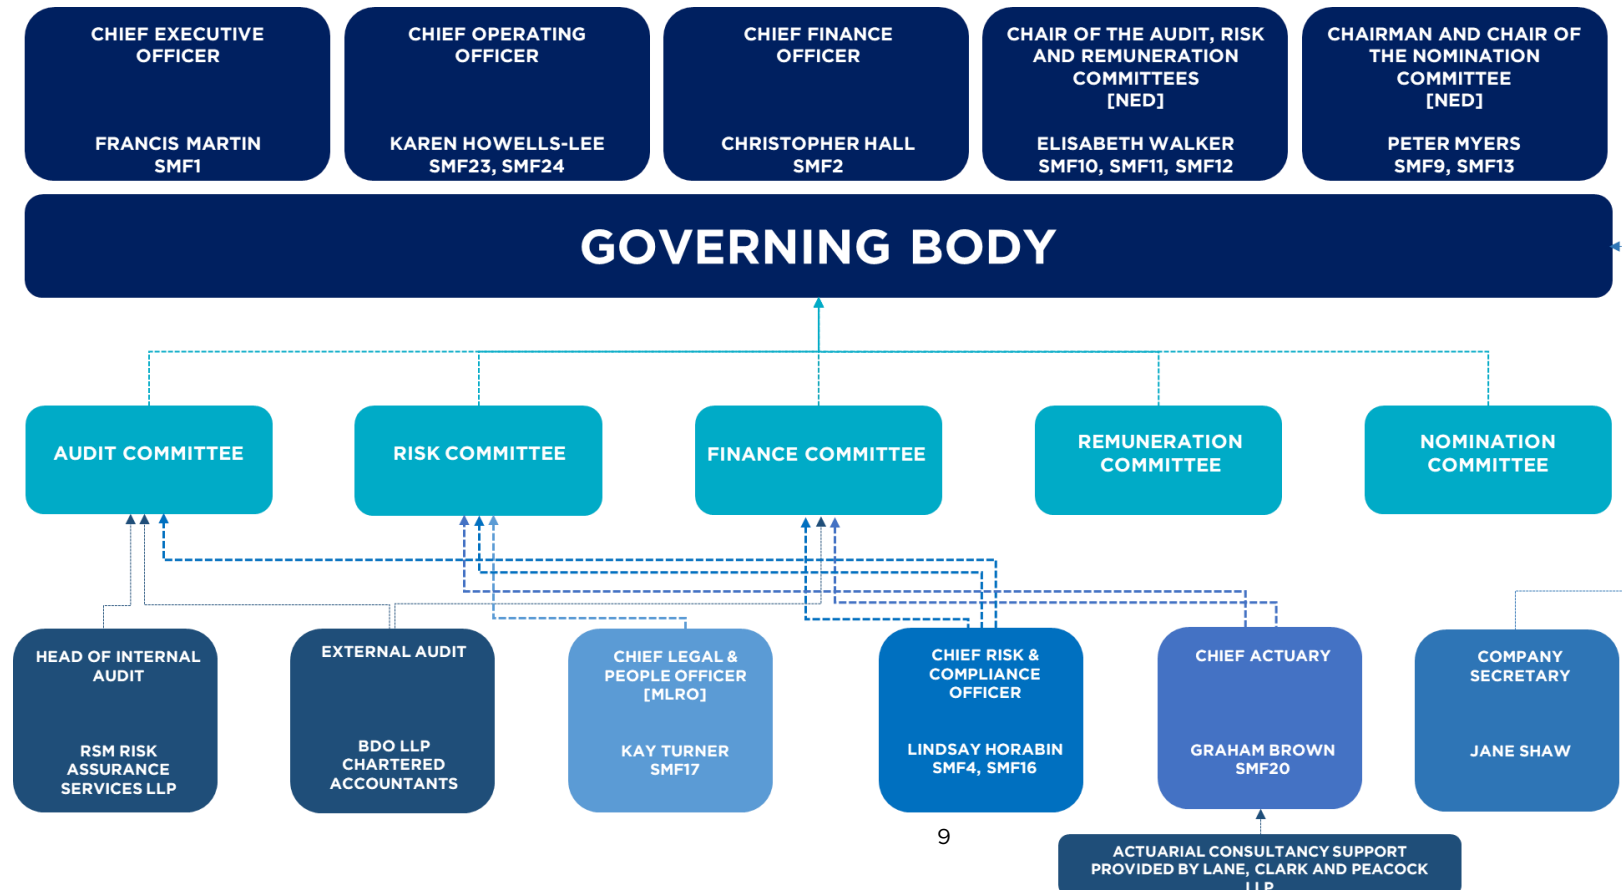 CHIEF EXECUTIVE
OFFICER
FRANCIS MARTIN
SMF1
CHIEF OPERATING
OFFICER
KAREN HOWELLS-LEE
SMF23, SMF24
CHIEF FINANCE
OFFICER
CHRISTOPHER HALL
SMF2
CHAIR OF THE AUDIT, RISK
AND REMUNERATION
COMMITTEES
[NED]
ELISABETH WALKER
SMF10, SMF11, SMF12
CHAIRMAN AND CHAIR OF
THE NOMINATION
COMMITTEE
[NED]
PETER MYERS
SMF9, SMF13
GOVERNING BODY
AUDIT COMMITTEE
RISK COMMITTEE
FINANCE COMMITTEE
REMUNERATION
COMMITTEE
NOMINATION
COMMITTEE
HEAD OF INTERNAL
AUDIT
RSM RISK
ASSURANCE
SERVICES LLP
EXTERNAL AUDIT
BDO LLP
CHARTERED
ACCOUNTANTS
CHIEF LEGAL &
PEOPLE OFFICER
[MLRO]
KAY TURNER
SMF17
CHIEF RISK &
COMPLIANCE
OFFICER
LINDSAY HORABIN
SMF4, SMF16
CHIEF ACTUARY
GRAHAM BROWN
SMF20
COMPANY
SECRETARY
JANE SHAW
9
ACTUARIAL CONSULTANCY SUPPORT
PROVIDED BY LANE, CLARK AND PEACOCK
LLP